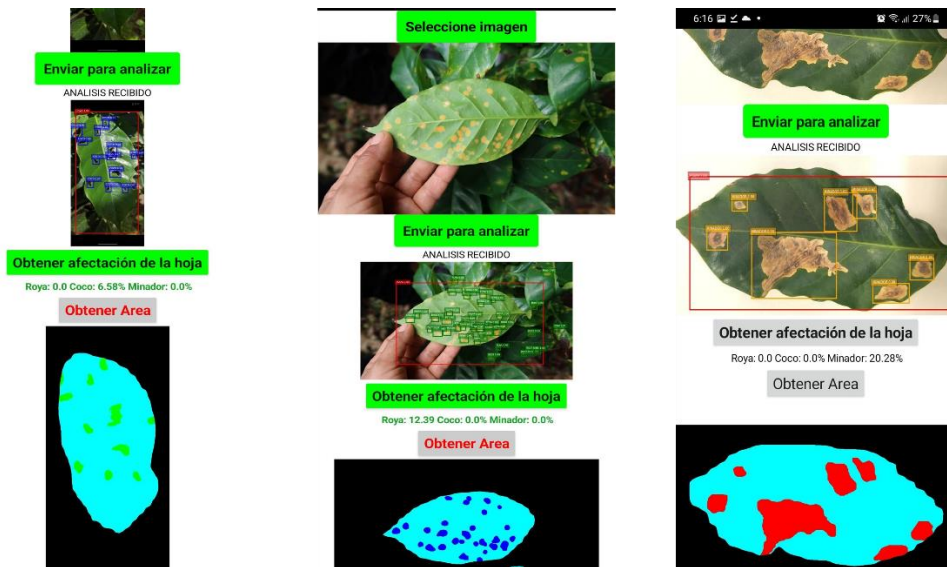 Enviar para analizar
ANALISIS RECIBIDO
Obtener afectación de la hoja
Roya: 0.0 Coco: 6.58% Minador: 0.0%
Obtener Area
Seleccione imagen
Enviar para analizar
ANALISIS RECIBIDO
Obtener afectación de la hoja
Roya: 12.39 Coco: 0.0% Minador: 0.0%
Obtener Area
6:16 27%
Enviar para analizar
ANALISIS RECIBIDO
Obtener afectación de la hoja
Roya: 0.0 Coco: 0.0% Minador: 20.28%
Obtener Area